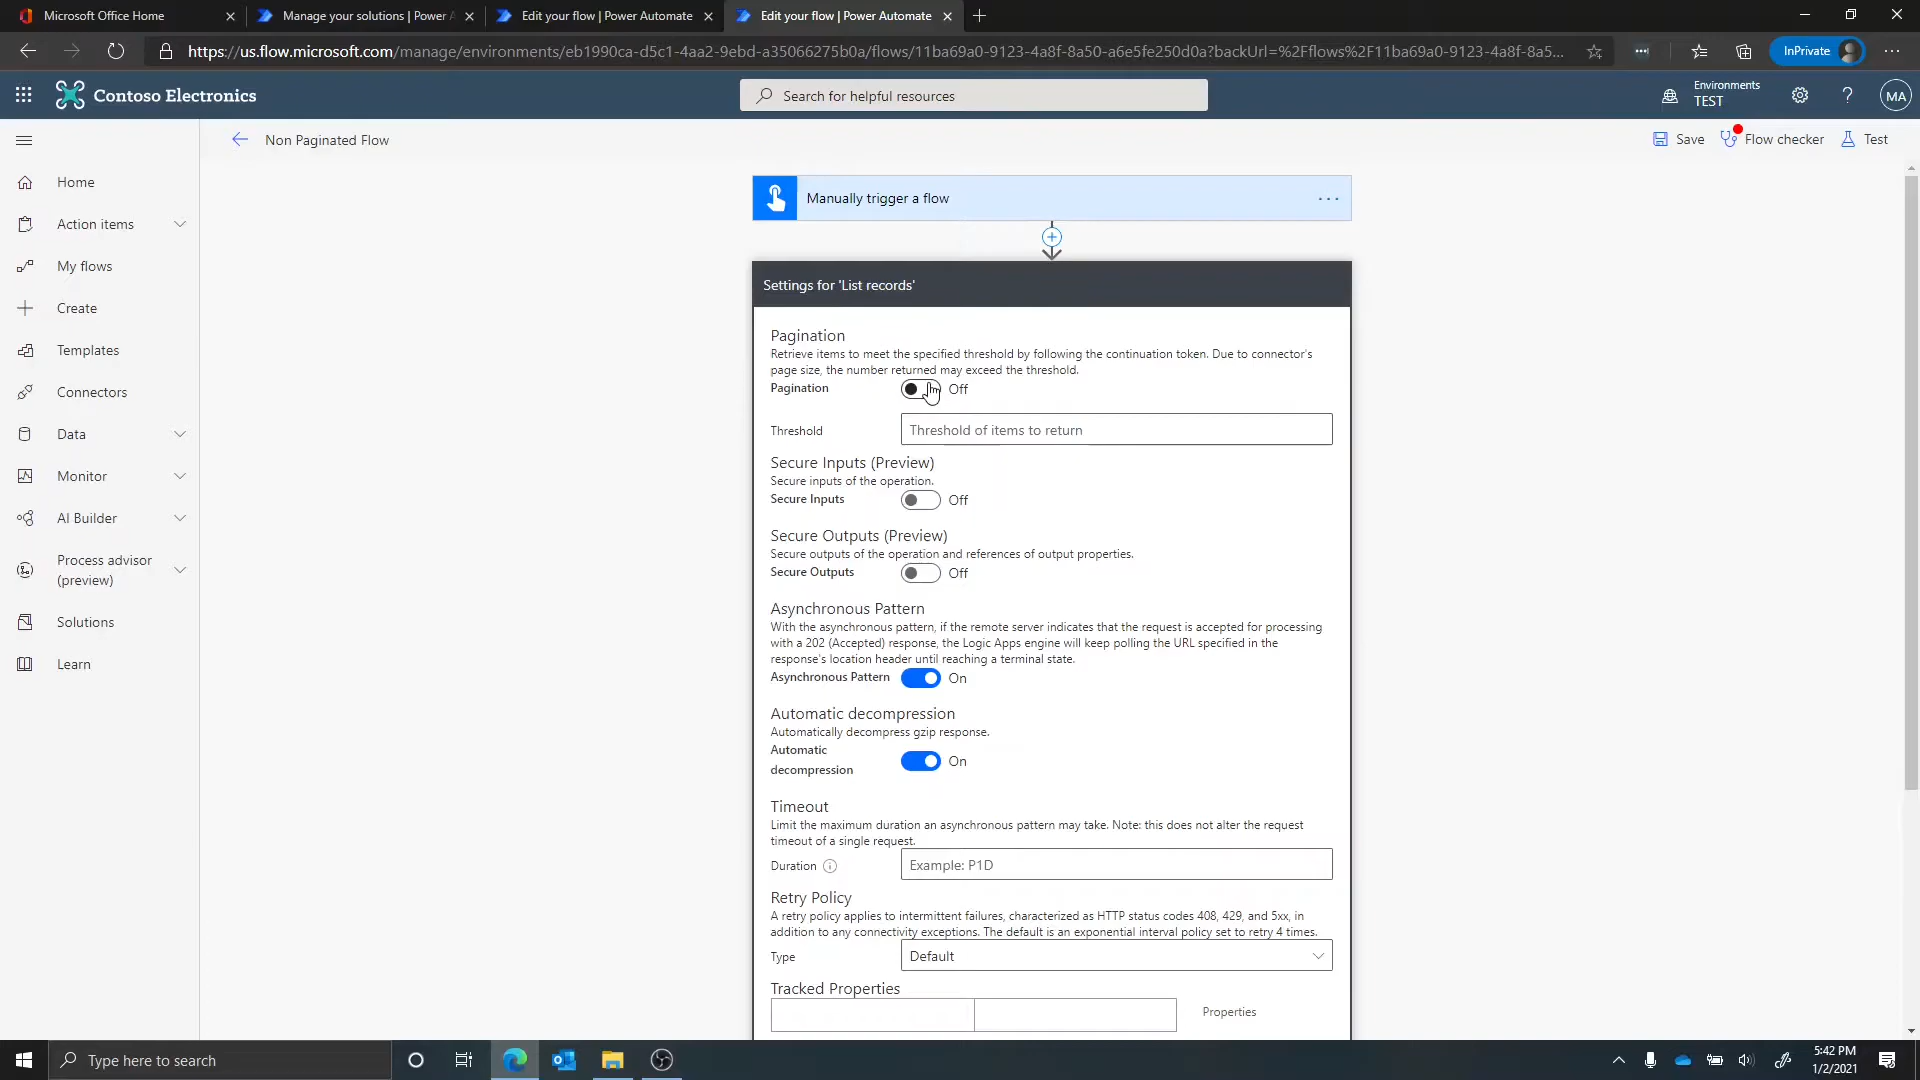 Microsoft Office Home
Manage your solutions | Power A
Edit your flow | Power Automate
Edit your flow | Power Automate
https://us.flow.microsoft.com/manage/environments/eb1990ca-d5c1-4aa2-9ebd-a35066275b0a/flows/11ba69a0-9123-4a8f-8a50-a6e5fe250d0a?backUrl=%2Fflows%2F11ba69a0-9123-4a8f-8a5...
InPrivate
Contoso Electronics
Search for helpful resources
Environments
TEST
MA
Non Paginated Flow
Save
Flow checker
Test
Home
Action items
My flows
Create
Templates
Connectors
Data
Monitor
AI Builder
Process advisor
(preview)
Solutions
Learn
Manually trigger a flow
Settings for 'List records'
Pagination
Retrieve items to meet the specified threshold by following the continuation token. Due to connector's
page size, the number returned may exceed the threshold.
Pagination
Off
Threshold
Threshold of items to return
Secure Inputs (Preview)
Secure inputs of the operation.
Secure Inputs
Off
Secure Outputs (Preview)
Secure outputs of the operation and references of output properties.
Secure Outputs
Off
Asynchronous Pattern
With the asynchronous pattern, if the remote server indicates that the request is accepted for processing
with a 202 (Accepted) response, the Logic Apps engine will keep polling the URL specified in the
response's location header until reaching a terminal state.
Asynchronous Pattern
On
Automatic decompression
Automatically decompress gzip response.
Automatic
decompression
On
Timeout
Limit the maximum duration an asynchronous pattern may take. Note: this does not alter the request
timeout of a single request.
Duration
Example: P1D
Retry Policy
A retry policy applies to intermittent failures, characterized as HTTP status codes 408, 429, and 5xx, in
addition to any connectivity exceptions. The default is an exponential interval policy set to retry 4 times.
Type
Default
Tracked Properties
Properties
Type here to search
5:42 PM
1/2/2021